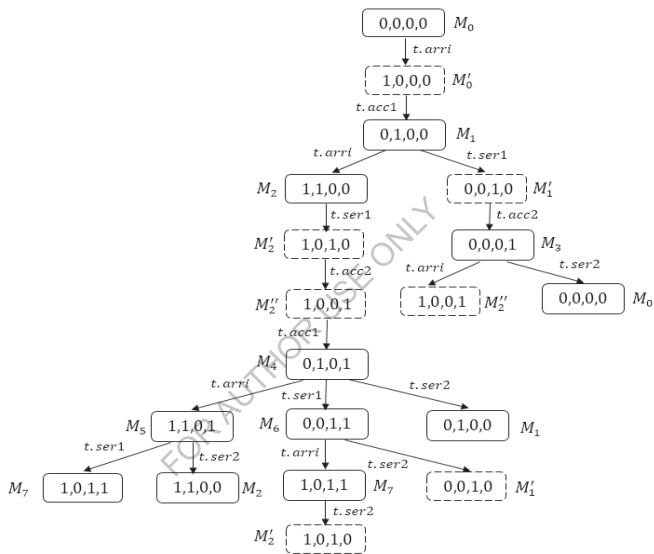 0,0,0,0 M₀
t.arri
1,0,0,0 M₀′
t.acc1
0,1,0,0 M₁
t.arri t.ser1
M₂ 1,1,0,0 0,0,1,0 M₁′
t.ser1 t.acc2
M₂′ 1,0,1,0 0,0,0,1 M₃
t.acc2 t.arri t.ser2
M₂″ 1,0,0,1 1,0,0,1 M₂″ 0,0,0,0 M₀
t.acc1
M₄ 0,1,0,1
t.arri t.ser1 t.ser2
M₅ 1,1,0,1 M₆ 0,0,1,1 0,1,0,0 M₁
t.ser1 t.ser2 t.arri t.ser2
M₇ 1,0,1,1 1,1,0,0 M₂ 1,0,1,1 M₇ 0,0,1,0 M₁′
t.ser2
M₂′ 1,0,1,0
FOR AUTHOR USE ONLY